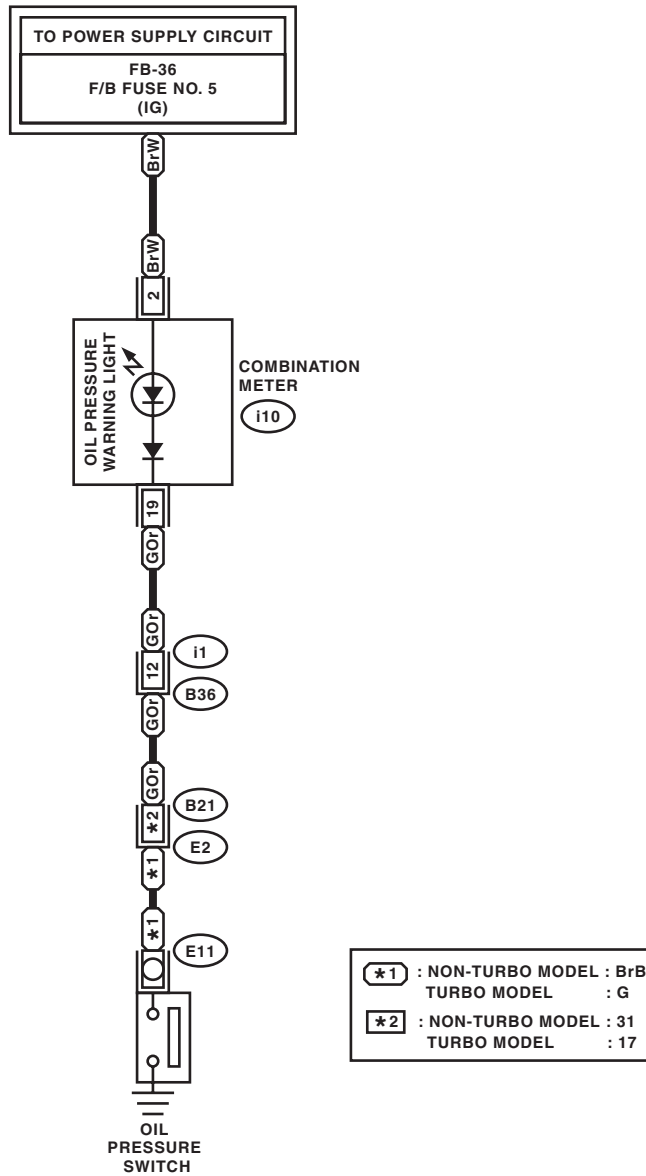 TO POWER SUPPLY CIRCUIT
FB-36
F/B FUSE NO. 5
(IG)
BrW
BrW
2
OIL PRESSURE
WARNING LIGHT
COMBINATION
METER
i10
19
GOr
GOr
i1
12
B36
GOr
GOr
B21
*2
E2
*1
*1
E11
*1 : NON-TURBO MODEL : BrB
TURBO MODEL : G
*2 : NON-TURBO MODEL : 31
TURBO MODEL : 17
OIL
PRESSURE
SWITCH